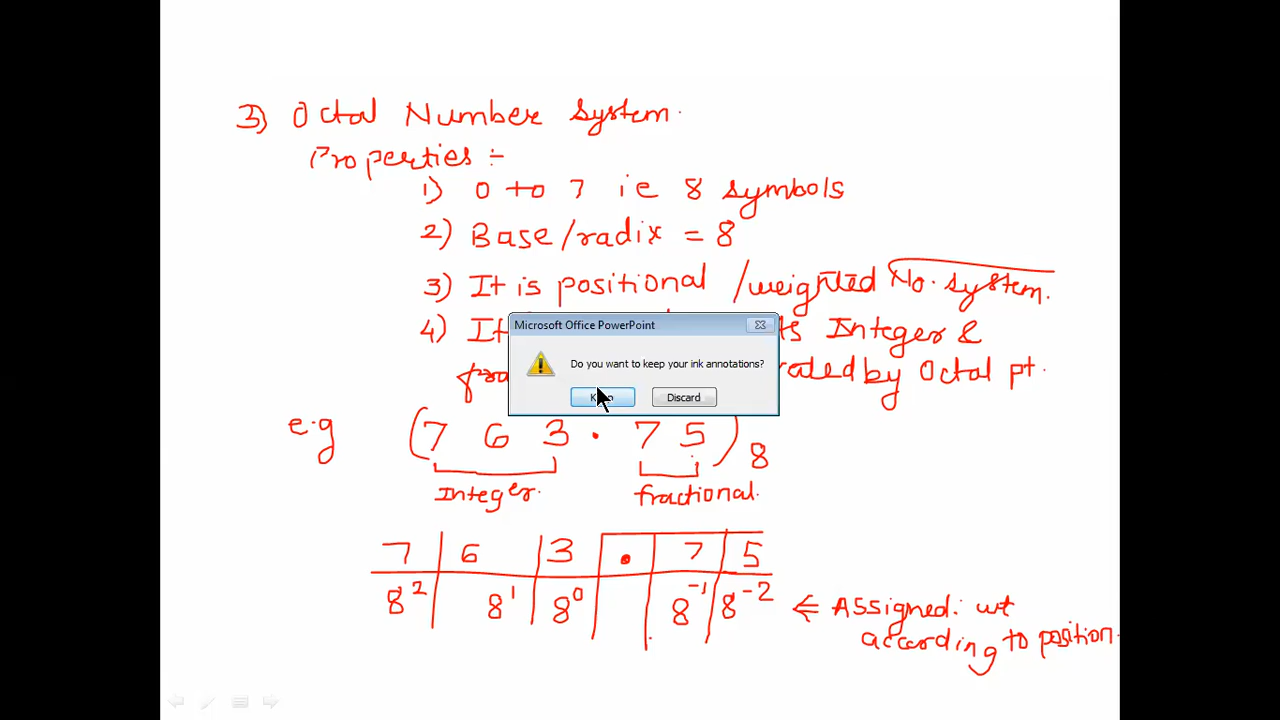 3) Octal Number System.
Properties :-
1) 0 to 7 ie 8 symbols
2) Base/radix = 8
3) It is positional /weighted No. system.
4) It Integer &
by Octal pt.
Microsoft Office PowerPoint
Do you want to keep your ink annotations?
Discard
e.g (7 6 3 . 7 5)8
Integer. fractional.
7 6 3 . 7 5
8² 8¹ 8⁰ 8⁻¹ 8⁻² ← Assigned. wt
according to position.